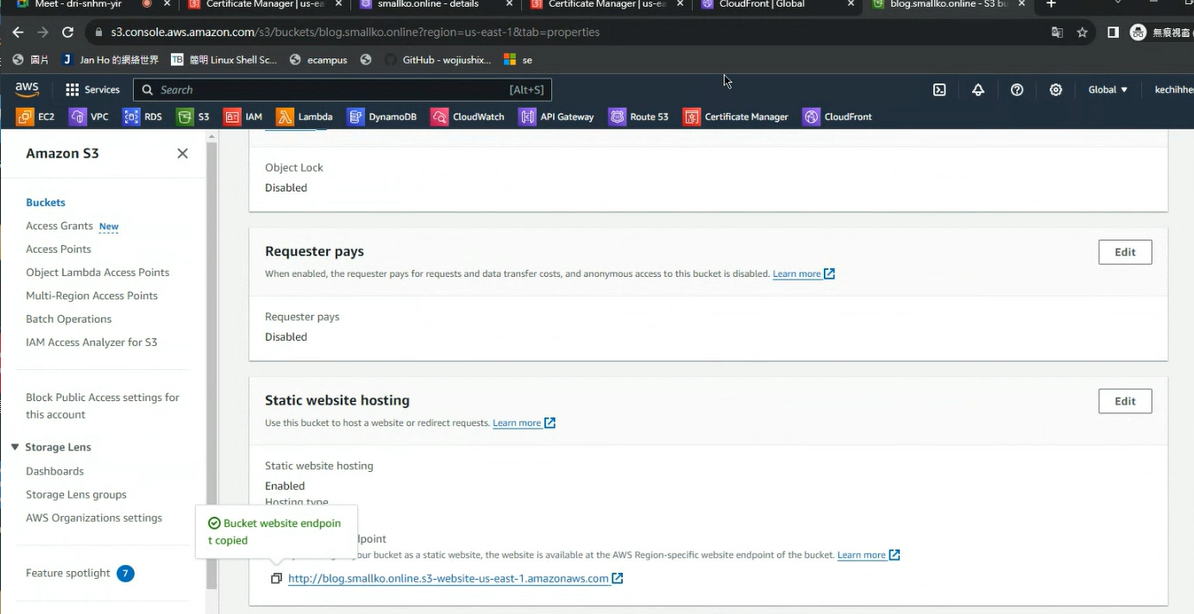 Meet - dri-snhm-yir
Certificate Manager | us-ea
smallko.online - details
Certificate Manager | us-ea
CloudFront | Global
blog.smallko.online - S3 bu
s3.console.aws.amazon.com/s3/buckets/blog.smallko.online?region=us-east-1&tab=properties
無痕視窗
圖片
Jan Ho 的網絡世界
TB 簡明 Linux Shell Sc...
ecampus
GitHub - wojiushix...
se
aws
Services
Search
[Alt+S]
Global
kechihhe
EC2
VPC
RDS
S3
IAM
Lambda
DynamoDB
CloudWatch
API Gateway
Route 53
Certificate Manager
CloudFront
Amazon S3
Buckets
Access Grants New
Access Points
Object Lambda Access Points
Multi-Region Access Points
Batch Operations
IAM Access Analyzer for S3
Block Public Access settings for
this account
Storage Lens
Dashboards
Storage Lens groups
AWS Organizations settings
Feature spotlight 7
Object Lock
Disabled
Requester pays
Edit
When enabled, the requester pays for requests and data transfer costs, and anonymous access to this bucket is disabled. Learn more
Requester pays
Disabled
Static website hosting
Edit
Use this bucket to host a website or redirect requests. Learn more
Static website hosting
Enabled
Hosting type
Bucket website endpoin
t copied
dpoint
our bucket as a static website, the website is available at the AWS Region-specific website endpoint of the bucket. Learn more
http://blog.smallko.online.s3-website-us-east-1.amazonaws.com